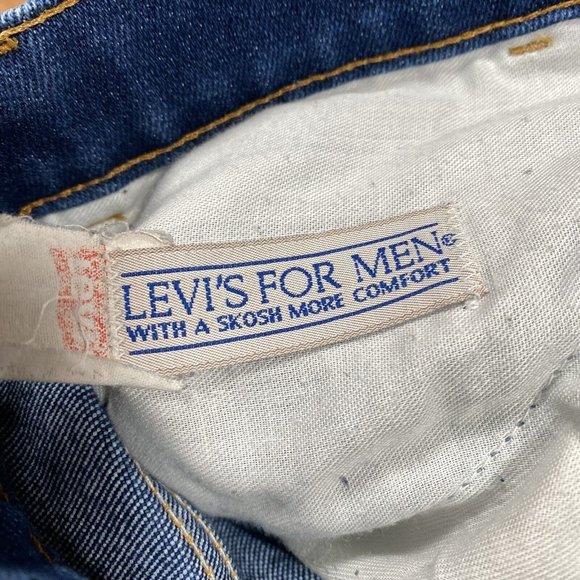 LEVI'S FOR MEN®
WITH A SKOSH MORE COMFORT